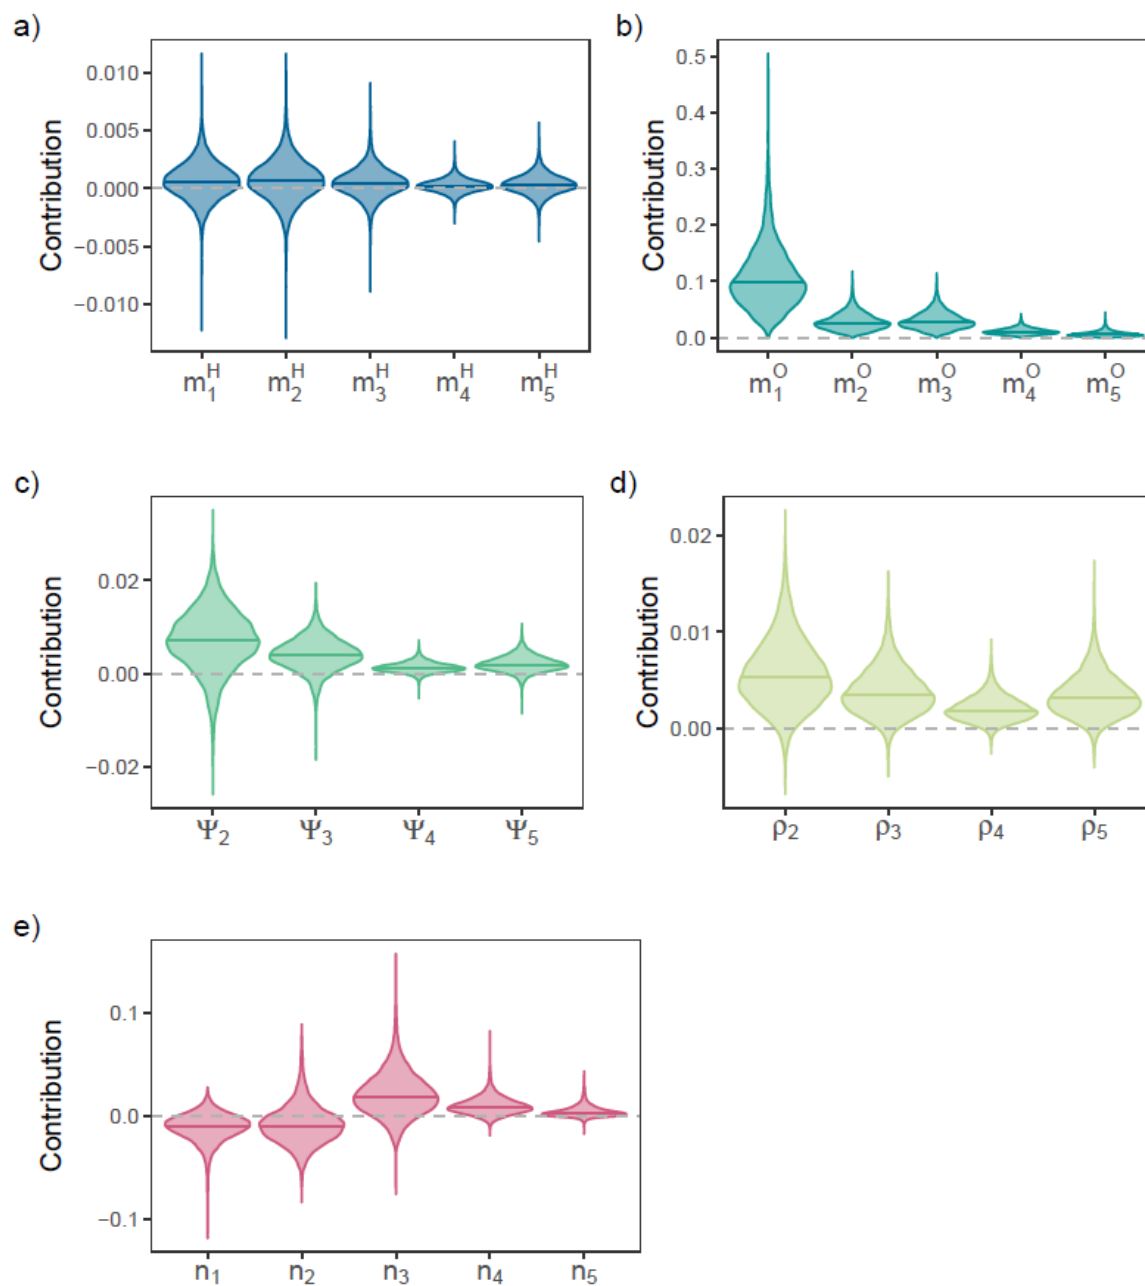 a)
Contribution
0.010
0.005
0.000
−0.005
−0.010
m₁ᴴ m₂ᴴ m₃ᴴ m₄ᴴ m₅ᴴ
b)
Contribution
0.5
0.4
0.3
0.2
0.1
0.0
m₁ᴼ m₂ᴼ m₃ᴼ m₄ᴼ m₅ᴼ
c)
Contribution
0.02
0.00
−0.02
Ψ₂ Ψ₃ Ψ₄ Ψ₅
d)
Contribution
0.02
0.01
0.00
ρ₂ ρ₃ ρ₄ ρ₅
e)
Contribution
0.1
0.0
−0.1
n₁ n₂ n₃ n₄ n₅